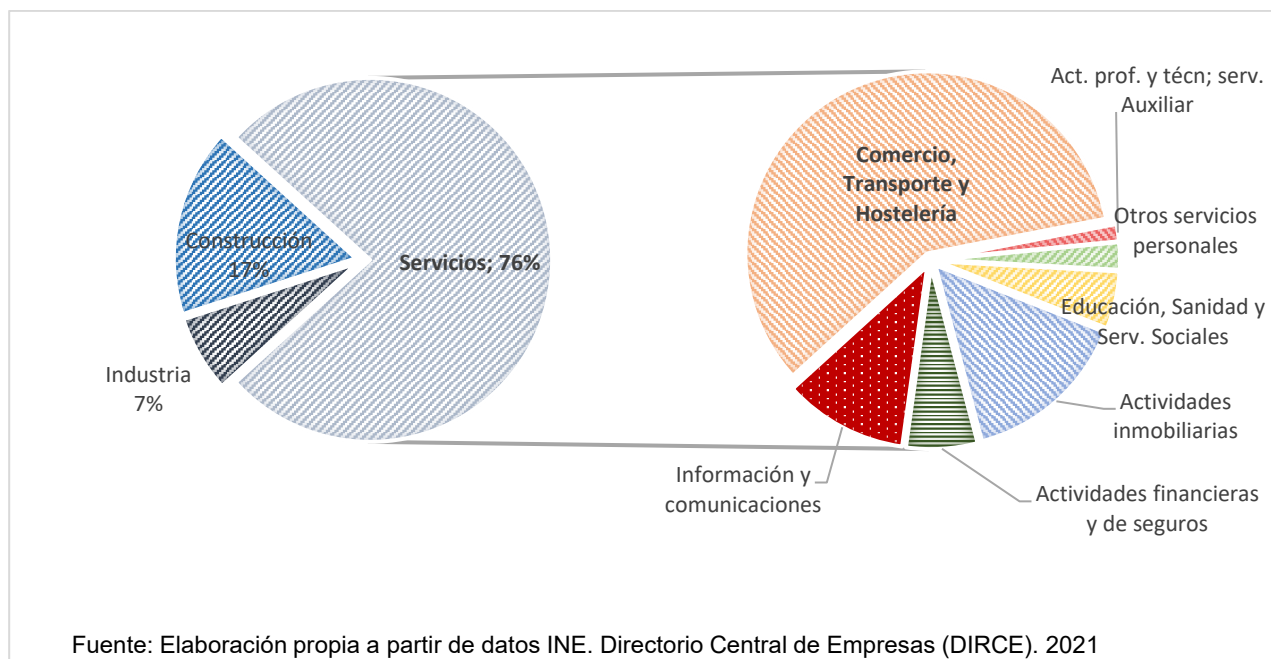 Act. prof. y técn; serv.
Auxiliar
Comercio,
Transporte y
Hostelería
Otros servicios
personales
Construcción
17%
Servicios; 76%
Educación, Sanidad y
Serv. Sociales
Industria
7%
Actividades
inmobiliarias
Información y
comunicaciones
Actividades financieras
y de seguros
Fuente: Elaboración propia a partir de datos INE. Directorio Central de Empresas (DIRCE). 2021